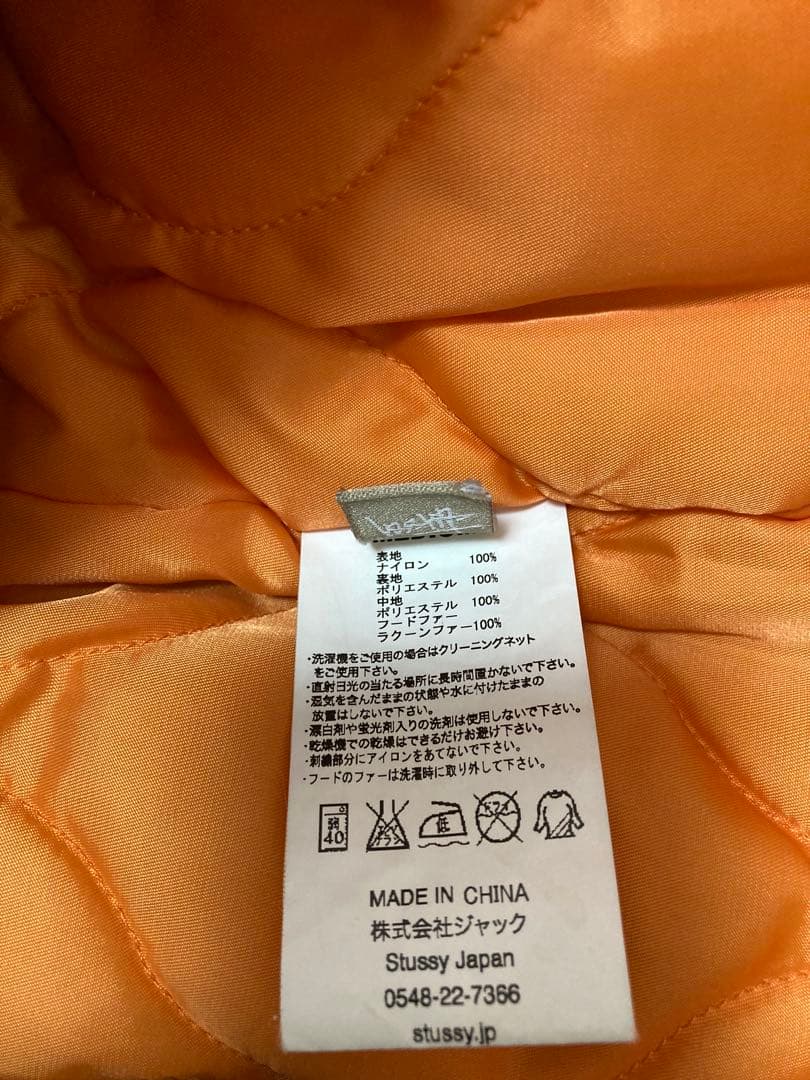 表地
ナイロン 100%
裏地
ポリエステル 100%
中地
ポリエステル 100%
フードファー
ラクーンファー100%
・洗濯機をご使用の場合はクリーニングネット
をご使用下さい。
・直射日光の当たる場所に長時間置かないで下さい。
・湿気を含んだままの状態や水に付けたままの
放置はしないで下さい。
・漂白剤や蛍光剤入りの洗剤は使用しないで下さい。
・乾燥機での乾燥はできるだけお避け下さい。
・刺繍部分にアイロンをあてないで下さい。
・フードのファーは洗濯時に取り外して下さい。
弱 エンソサラシ 低 ドライ
40
MADE IN CHINA
株式会社ジャック
Stussy Japan
0548-22-7366
stussy.jp